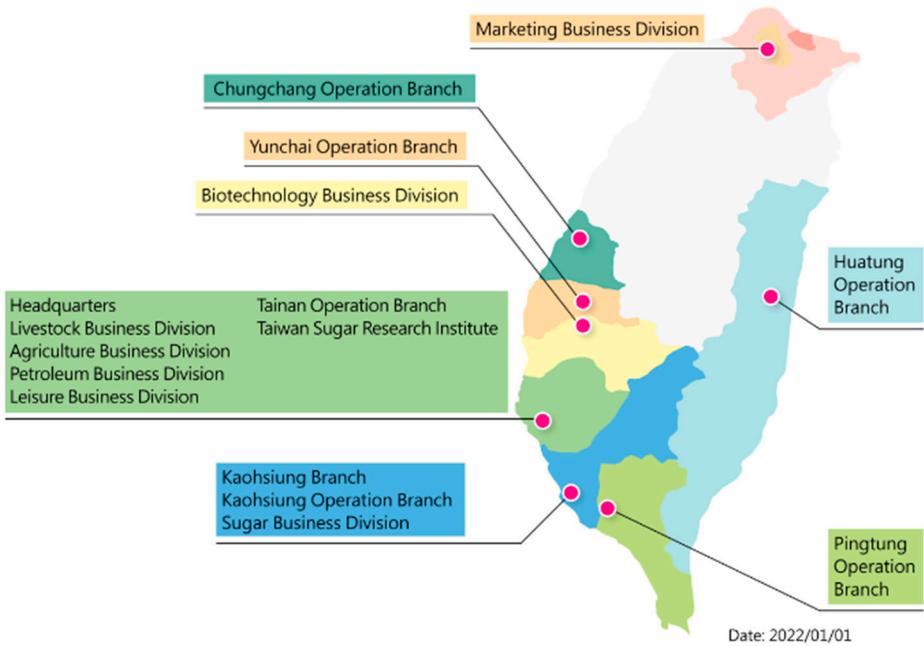 Marketing Business Division
Chungchang Operation Branch
Yunchai Operation Branch
Biotechnology Business Division
Headquarters
Livestock Business Division
Agriculture Business Division
Petroleum Business Division
Leisure Business Division
Tainan Operation Branch
Taiwan Sugar Research Institute
Kaohsiung Branch
Kaohsiung Operation Branch
Sugar Business Division
Huatung
Operation
Branch
Pingtung
Operation
Branch
Date: 2022/01/01